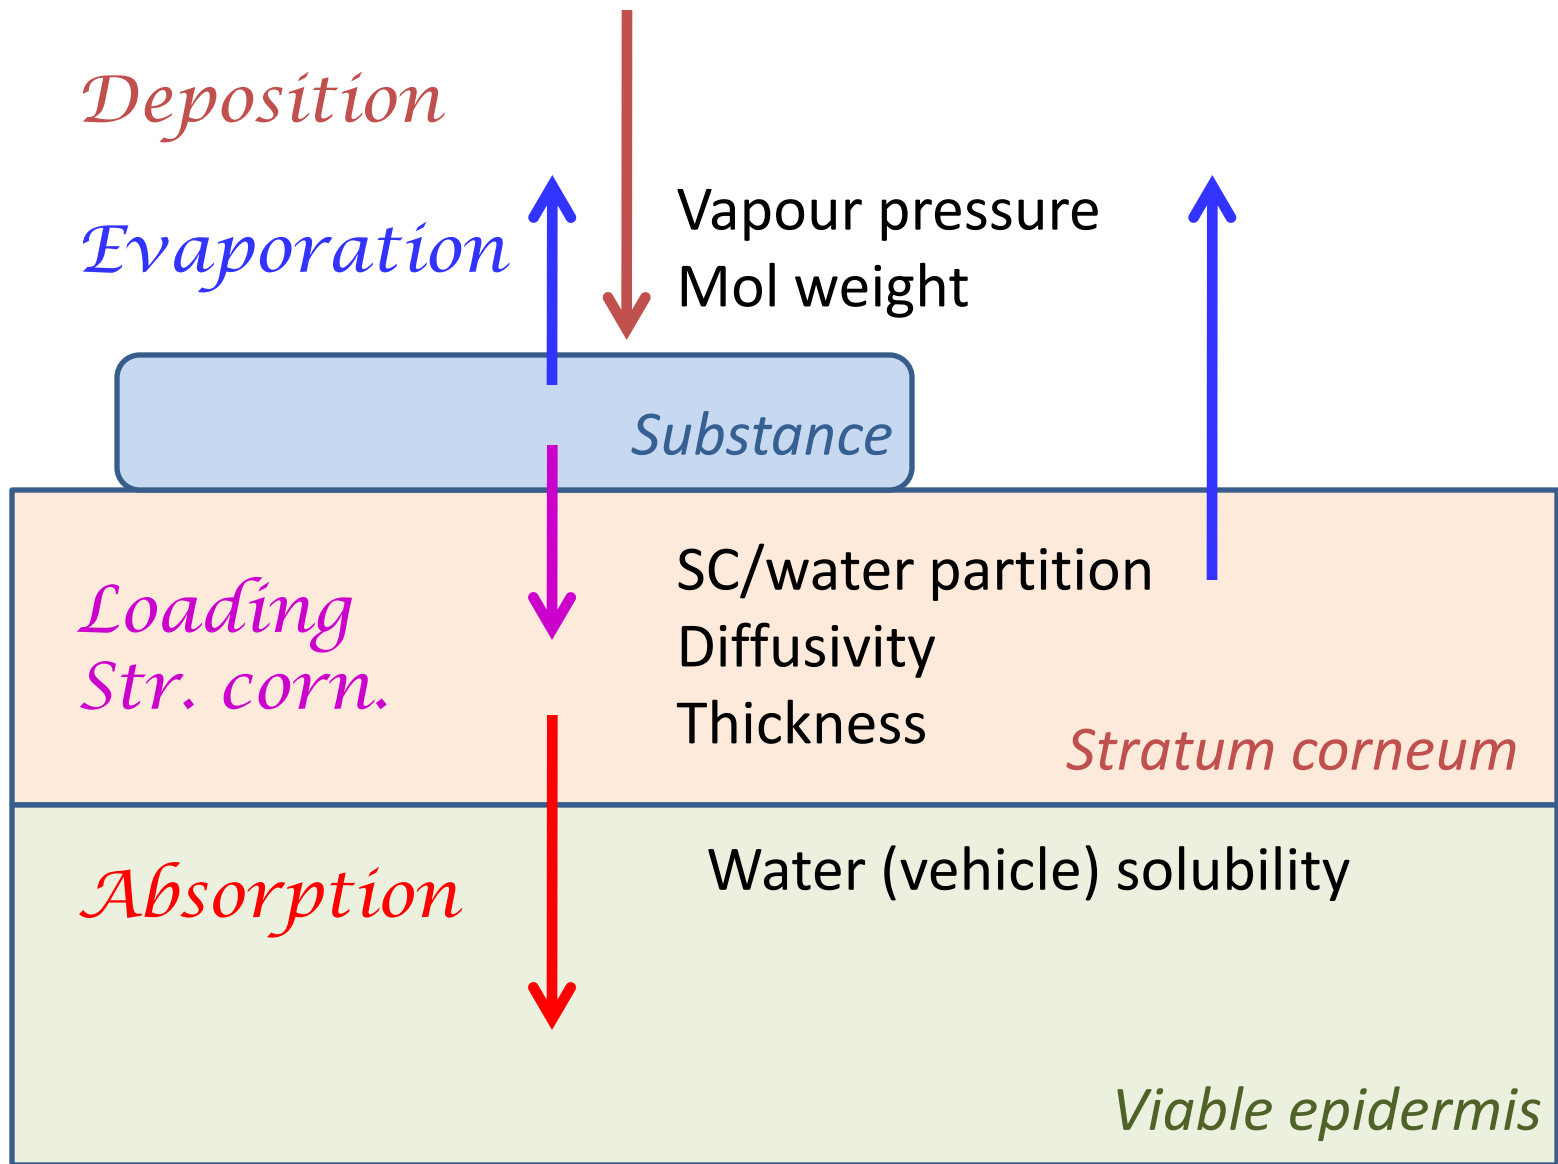 Deposition
Evaporation
Vapour pressure
Mol weight
Substance
Loading
Str. corn.
SC/water partition
Diffusivity
Thickness
Stratum corneum
Absorption
Water (vehicle) solubility
Viable epidermis